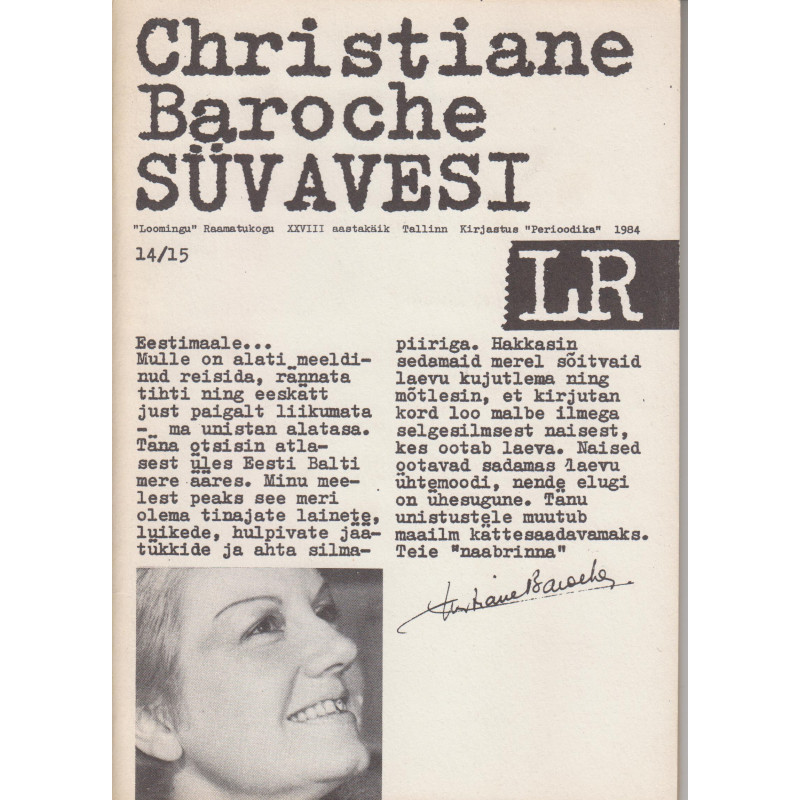 Christiane
Baroche
SÜVAVESI
"Loomingu" Raamatukogu XXVIII aastakäik Tallinn Kirjastus "Perioodika" 1984
14/15
LR
Eestimaale...
Mulle on alati meeldi-
nud reisida, rännata
tihti ning eeskätt
just paigalt liikumata
- ma unistan alatasa.
Täna otsisin atla-
sest üles Eesti Balti
mere ääres. Minu mee-
lest peaks see meri
olema tinajate lainete,
luikede, hulpivate jää-
tükkide ja ahta silma-
piiriga. Hakkasin
sedamaid merel sõitvaid
laevu kujutlema ning
mõtlesin, et kirjutan
kord loo malbe ilmega
selgesilmsest naisest,
kes ootab laeva. Naised
ootavad sadamas laevu
ühtemoodi, nende elugi
on ühesugune. Tänu
unistustele muutub
maailm kättesaadavamaks.
Teie "naabrinna"
Christiane Baroche